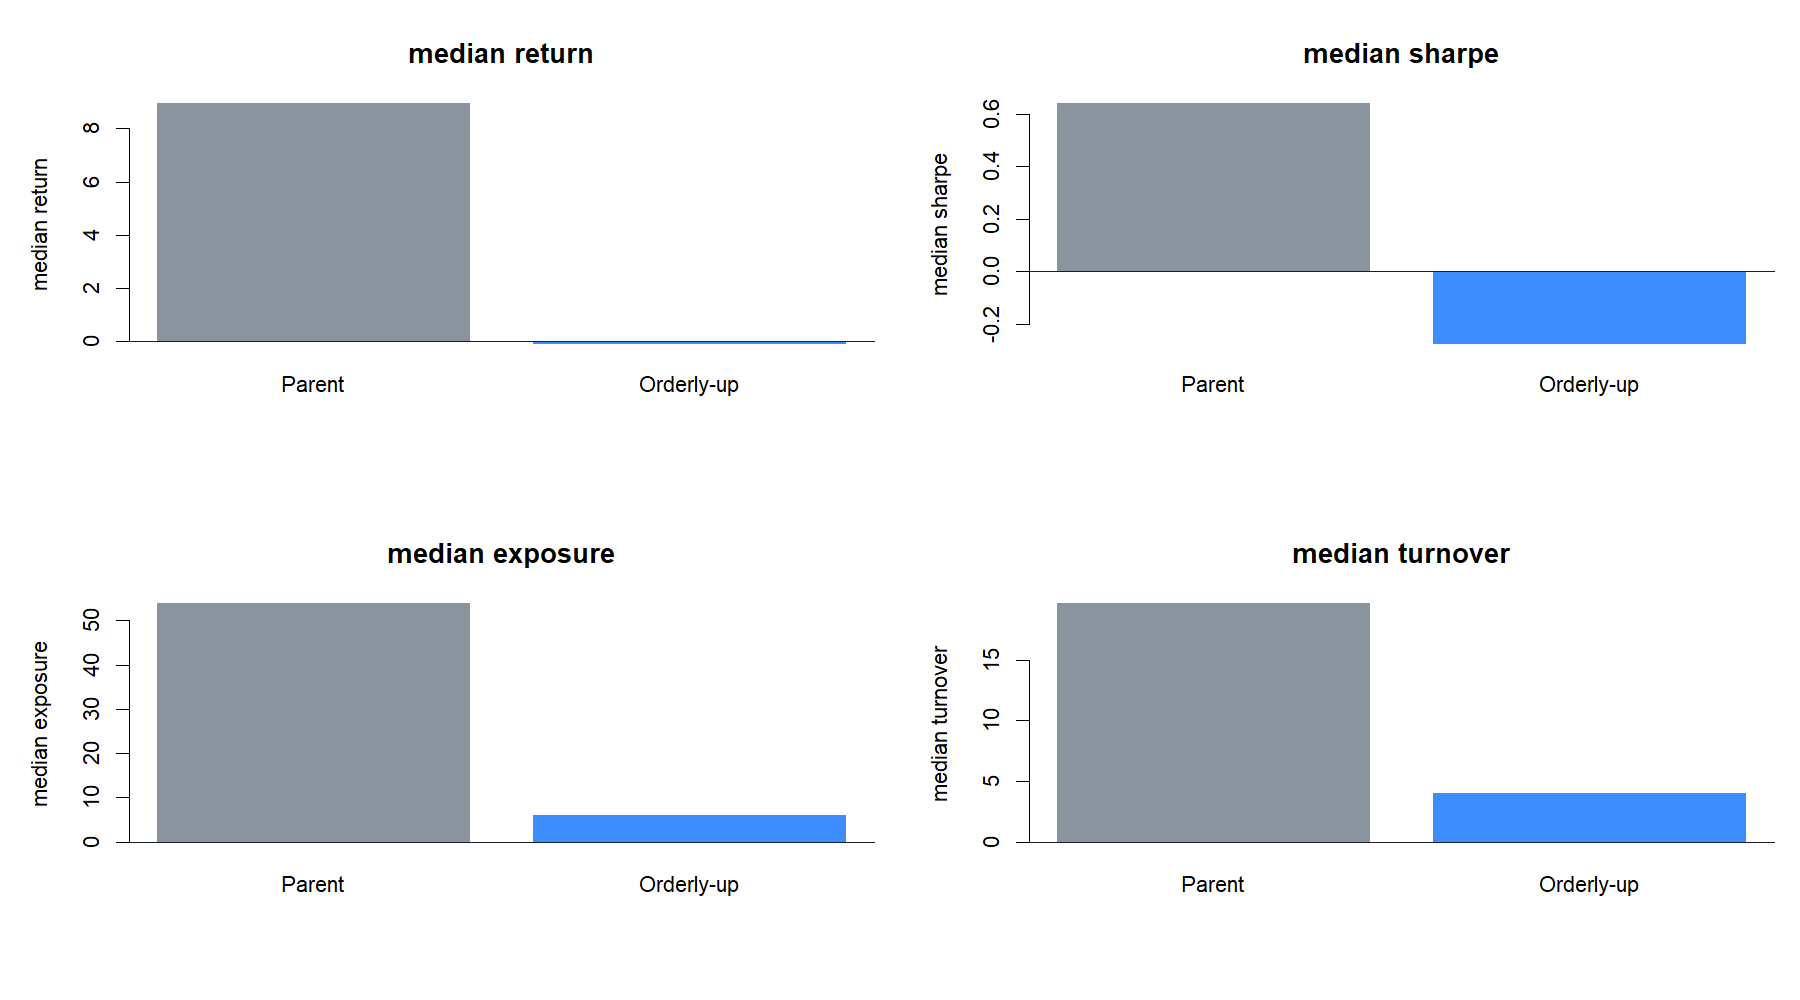 median return
median return
8
6
4
2
0
Parent
Orderly-up
median sharpe
median sharpe
0.6
0.4
0.2
0.0
-0.2
Parent
Orderly-up
median exposure
median exposure
50
40
30
20
10
0
Parent
Orderly-up
median turnover
median turnover
15
10
5
0
Parent
Orderly-up